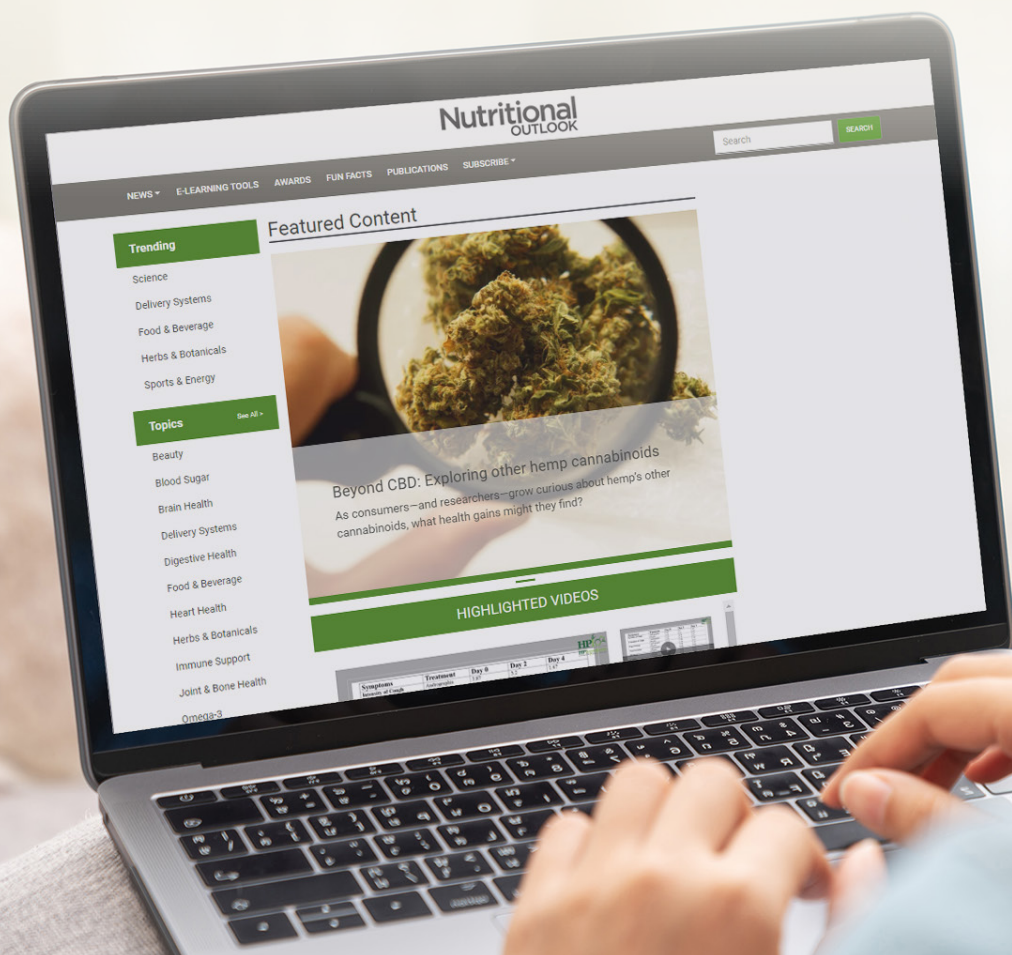 Nutritional
OUTLOOK
NEWS
E-LEARNING TOOLS
AWARDS
FUN FACTS
PUBLICATIONS
SUBSCRIBE
Search
SEARCH
Trending
Science
Delivery Systems
Food & Beverage
Herbs & Botanicals
Sports & Energy
Topics
See All >
Beauty
Blood Sugar
Brain Health
Delivery Systems
Digestive Health
Food & Beverage
Heart Health
Herbs & Botanicals
Immune Support
Joint & Bone Health
Omega-3
Featured Content
Beyond CBD: Exploring other hemp cannabinoids
As consumers—and researchers—grow curious about hemp's other
cannabinoids, what health gains might they find?
HIGHLIGHTED VIDEOS
Symptoms Treatment Day 0 Day 2 Day 4
Intensity of Cough